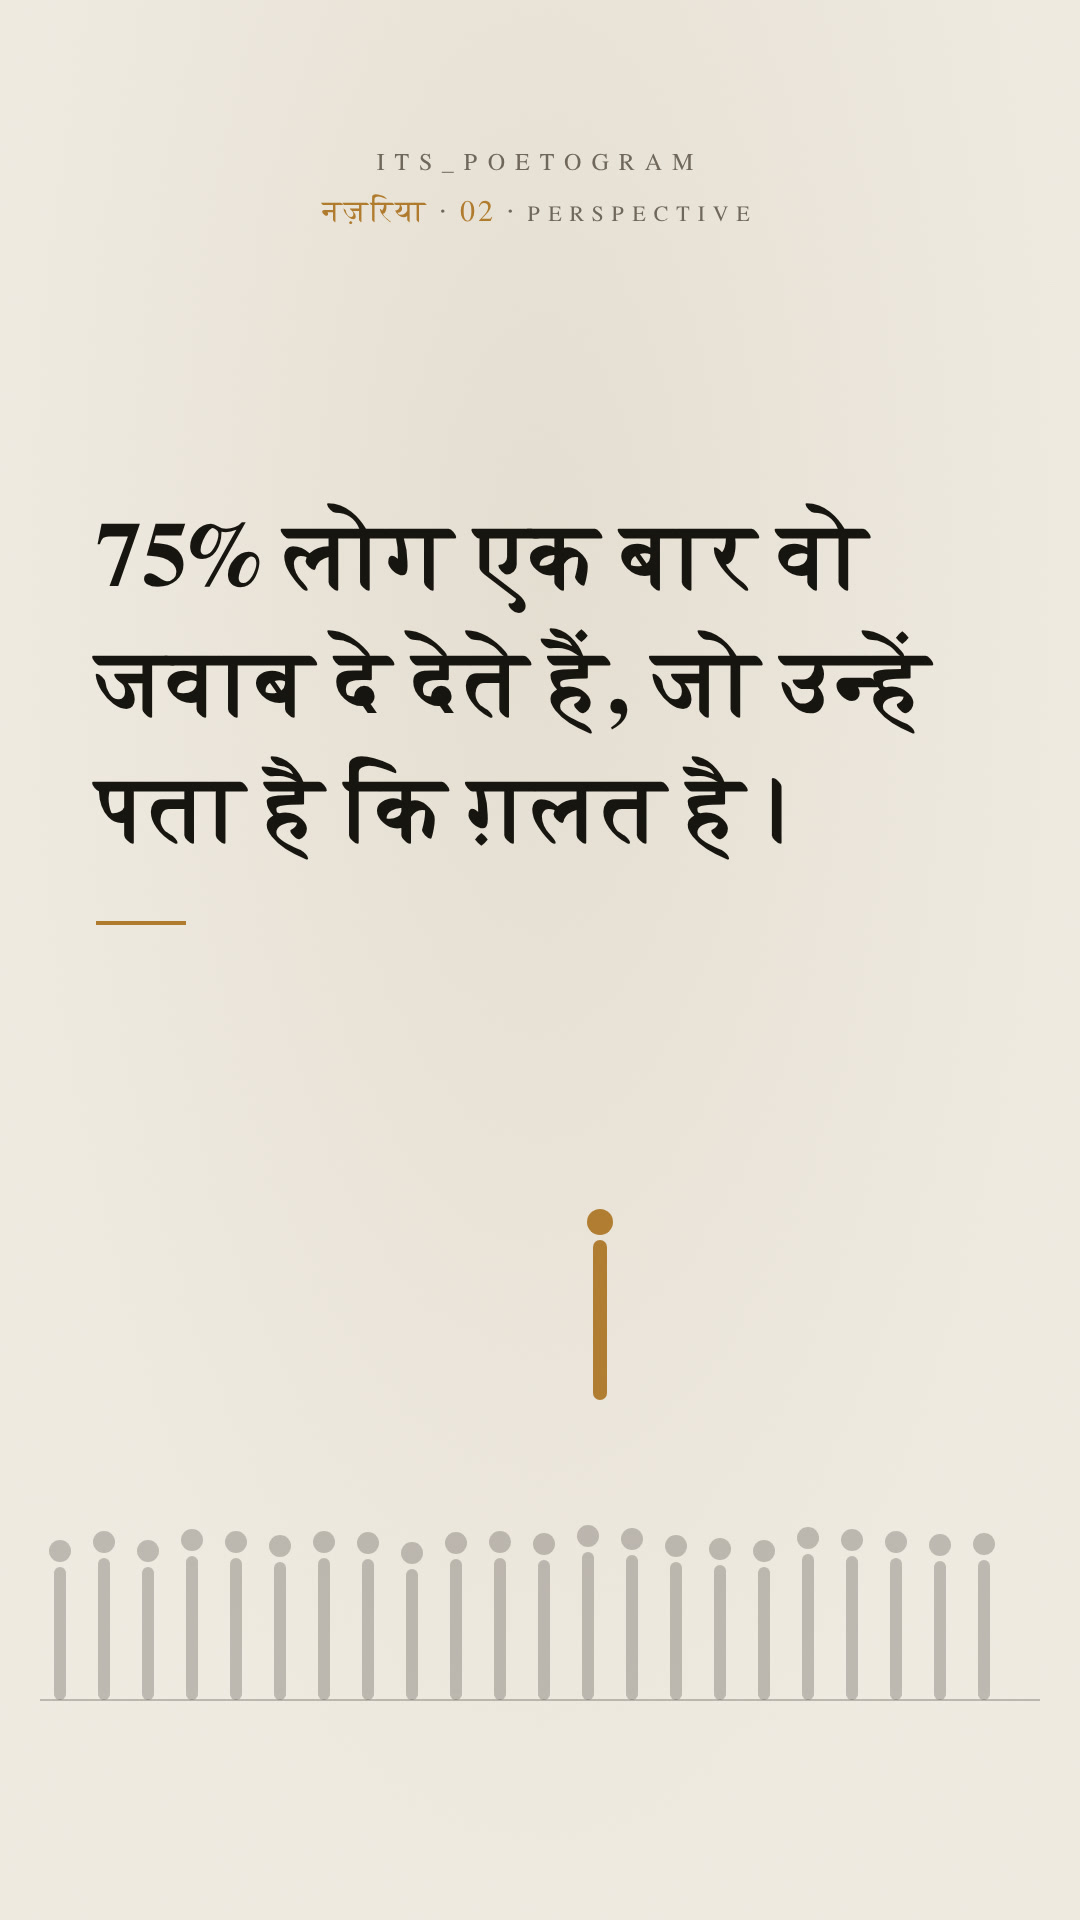 ITS_POETOGRAM
नज़रिया · 02 · PERSPECTIVE
75% लोग एक बार वो
जवाब दे देते हैं, जो उन्हें
पता है कि ग़लत है।